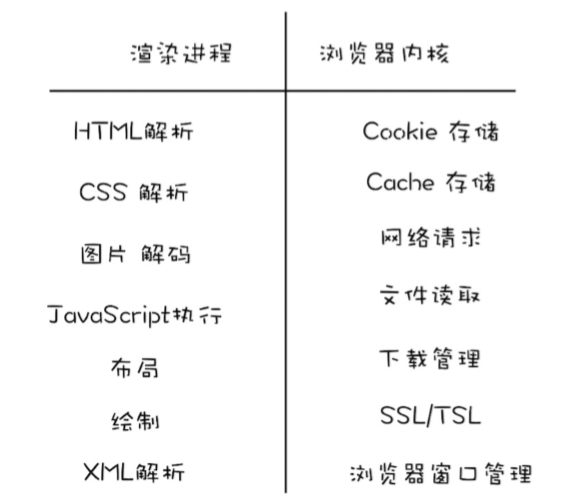 渲染进程
浏览器内核
HTML解析
Cookie 存储
CSS 解析
Cache 存储
图片 解码
网络请求
JavaScript执行
文件读取
布局
下载管理
绘制
SSL/TSL
XML解析
浏览器窗口管理